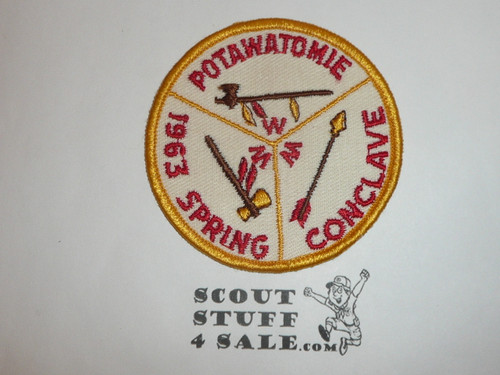 POTAWATOMIE
W
W W
1963 SPRING CONCLAVE
SCOUT
STUFF
4 SALE.com